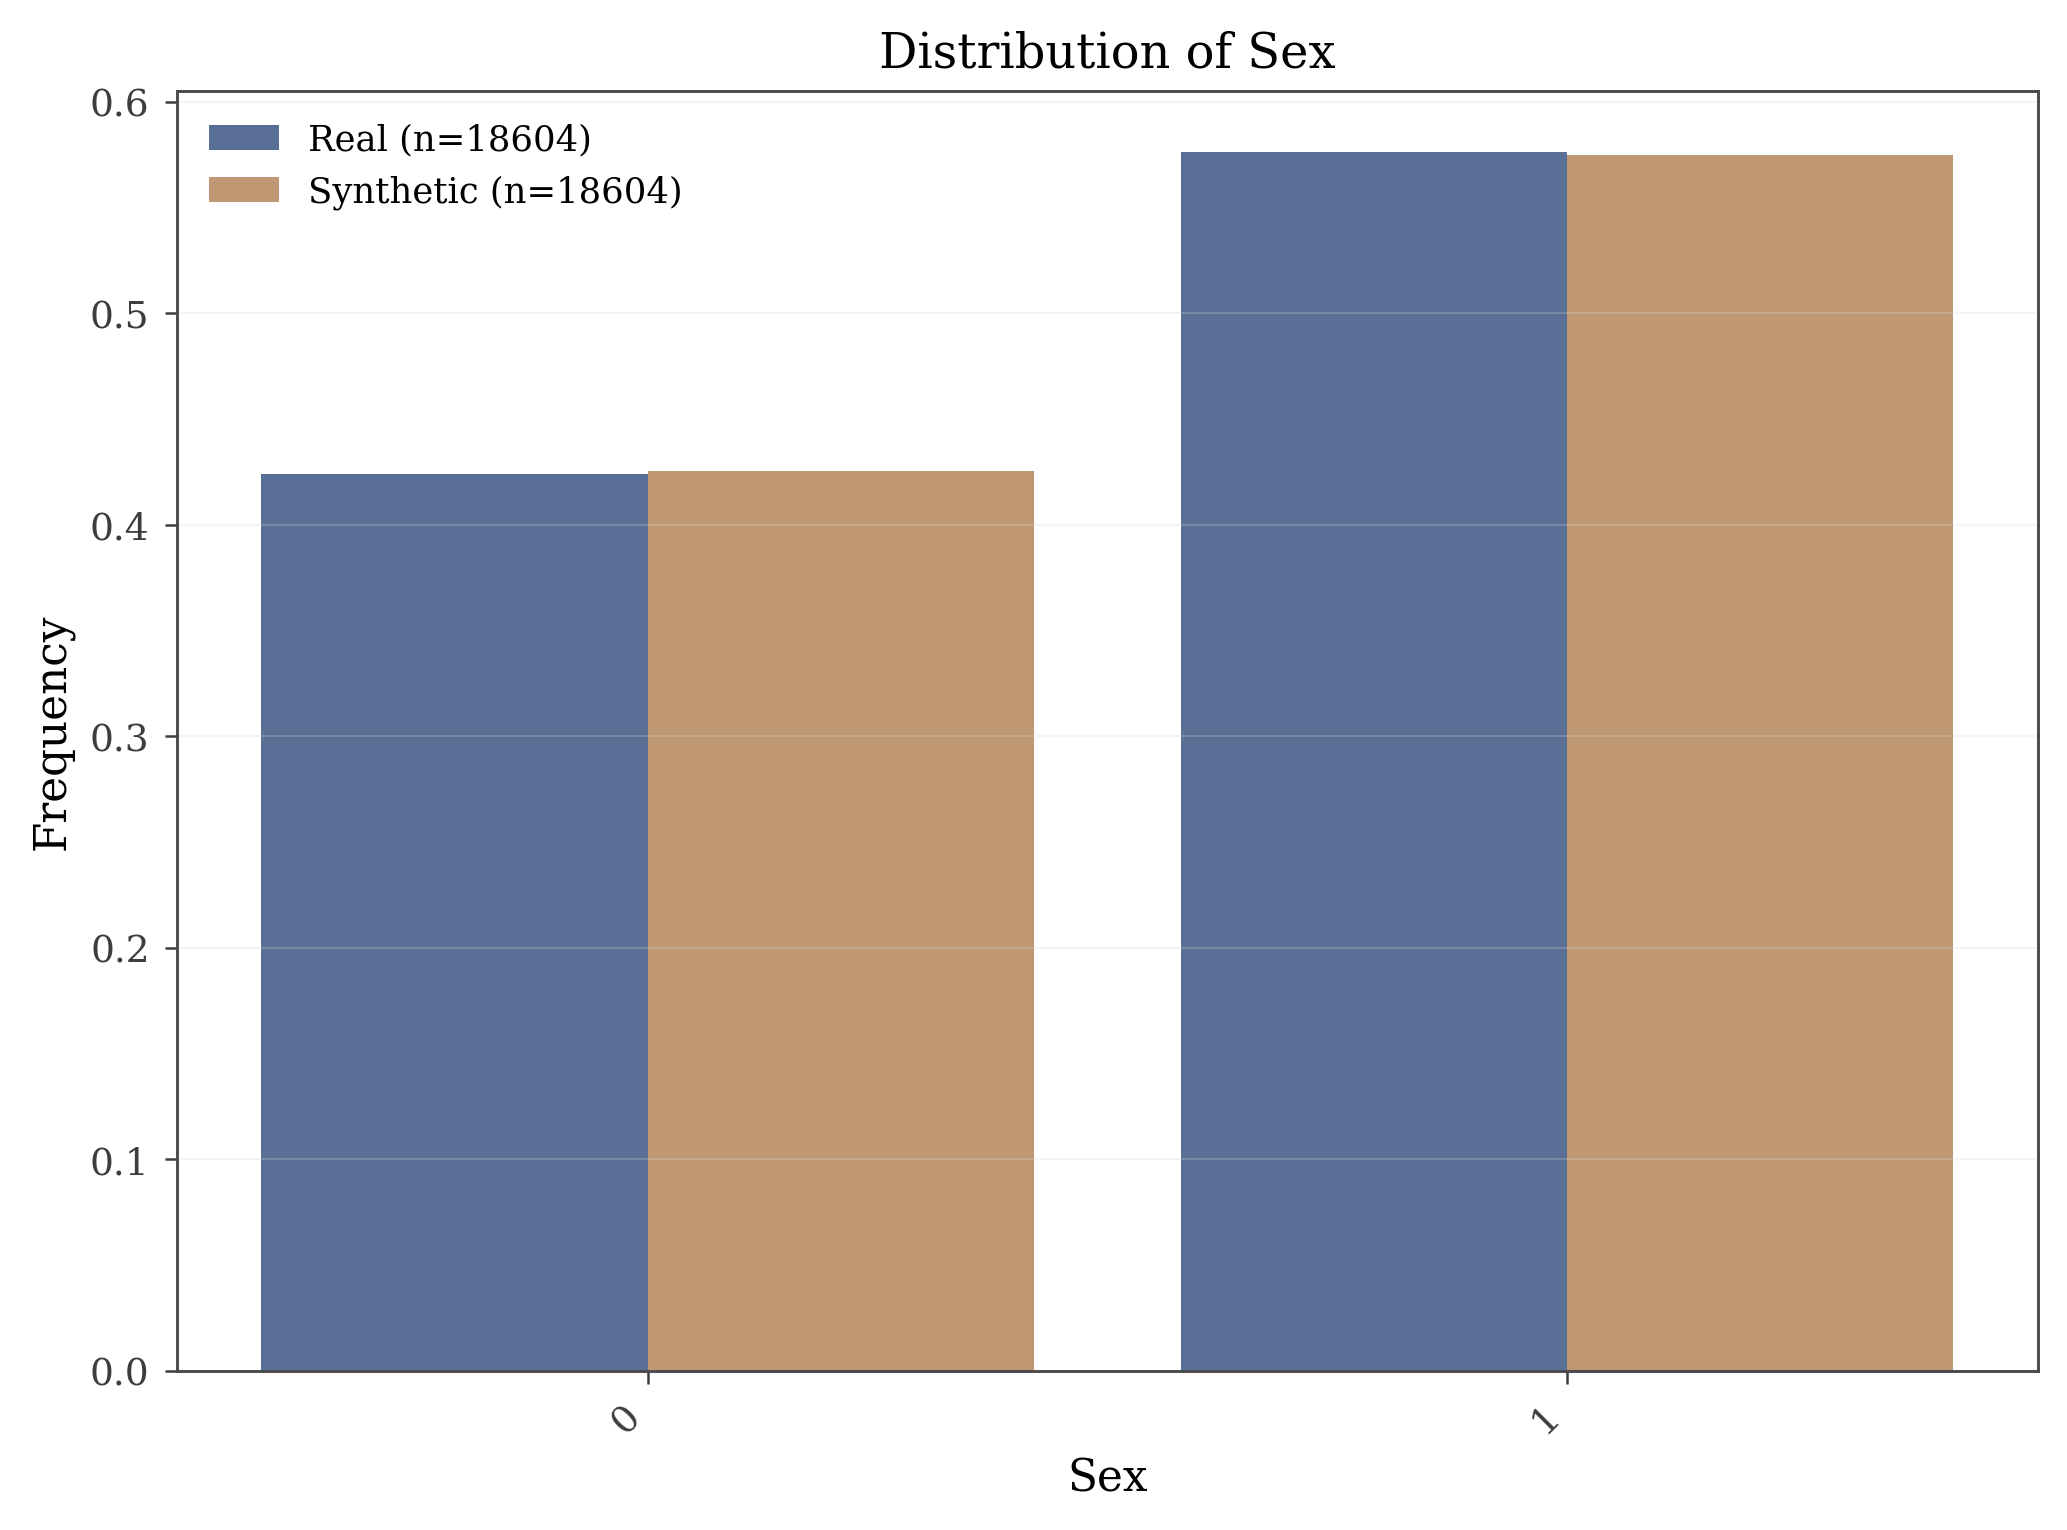 Distribution of Sex
Real (n=18604)
Synthetic (n=18604)
0.6
0.5
0.4
0.3
0.2
0.1
0.0
Frequency
0
1
Sex